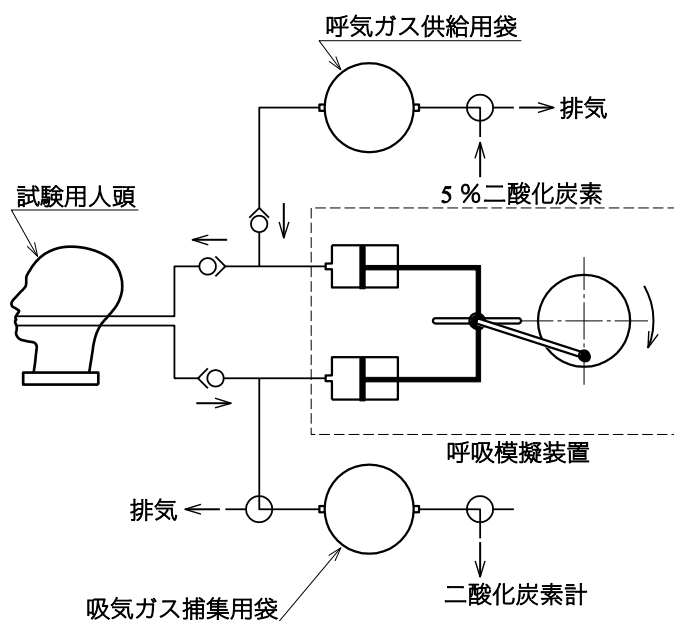 呼気ガス供給用袋
排気
試験用人頭
5 %二酸化炭素
呼吸模擬装置
排気
二酸化炭素計
吸気ガス捕集用袋